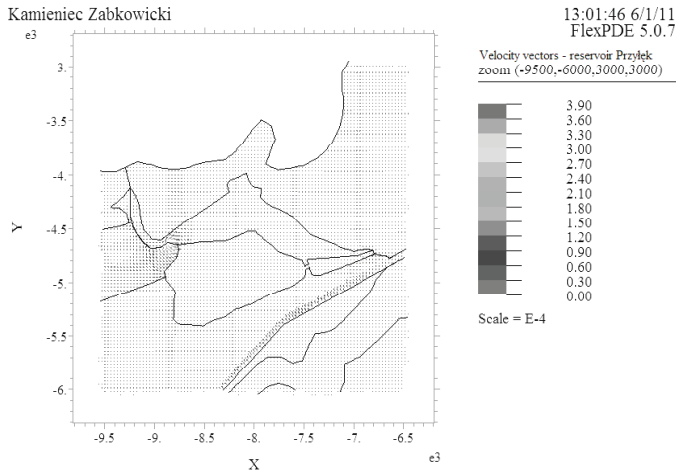 Kamieniec Zabkowicki
13:01:46 6/1/11
FlexPDE 5.0.7
Velocity vectors - reservoir Przyłęk
zoom (-9500,-6000,3000,3000)
e3
3.
-3.5
-4.
-4.5
-5.
-5.5
-6.
Y
-9.5 -9. -8.5 -8. -7.5 -7. -6.5
e3
X
3.90
3.60
3.30
3.00
2.70
2.40
2.10
1.80
1.50
1.20
0.90
0.60
0.30
0.00
Scale = E-4